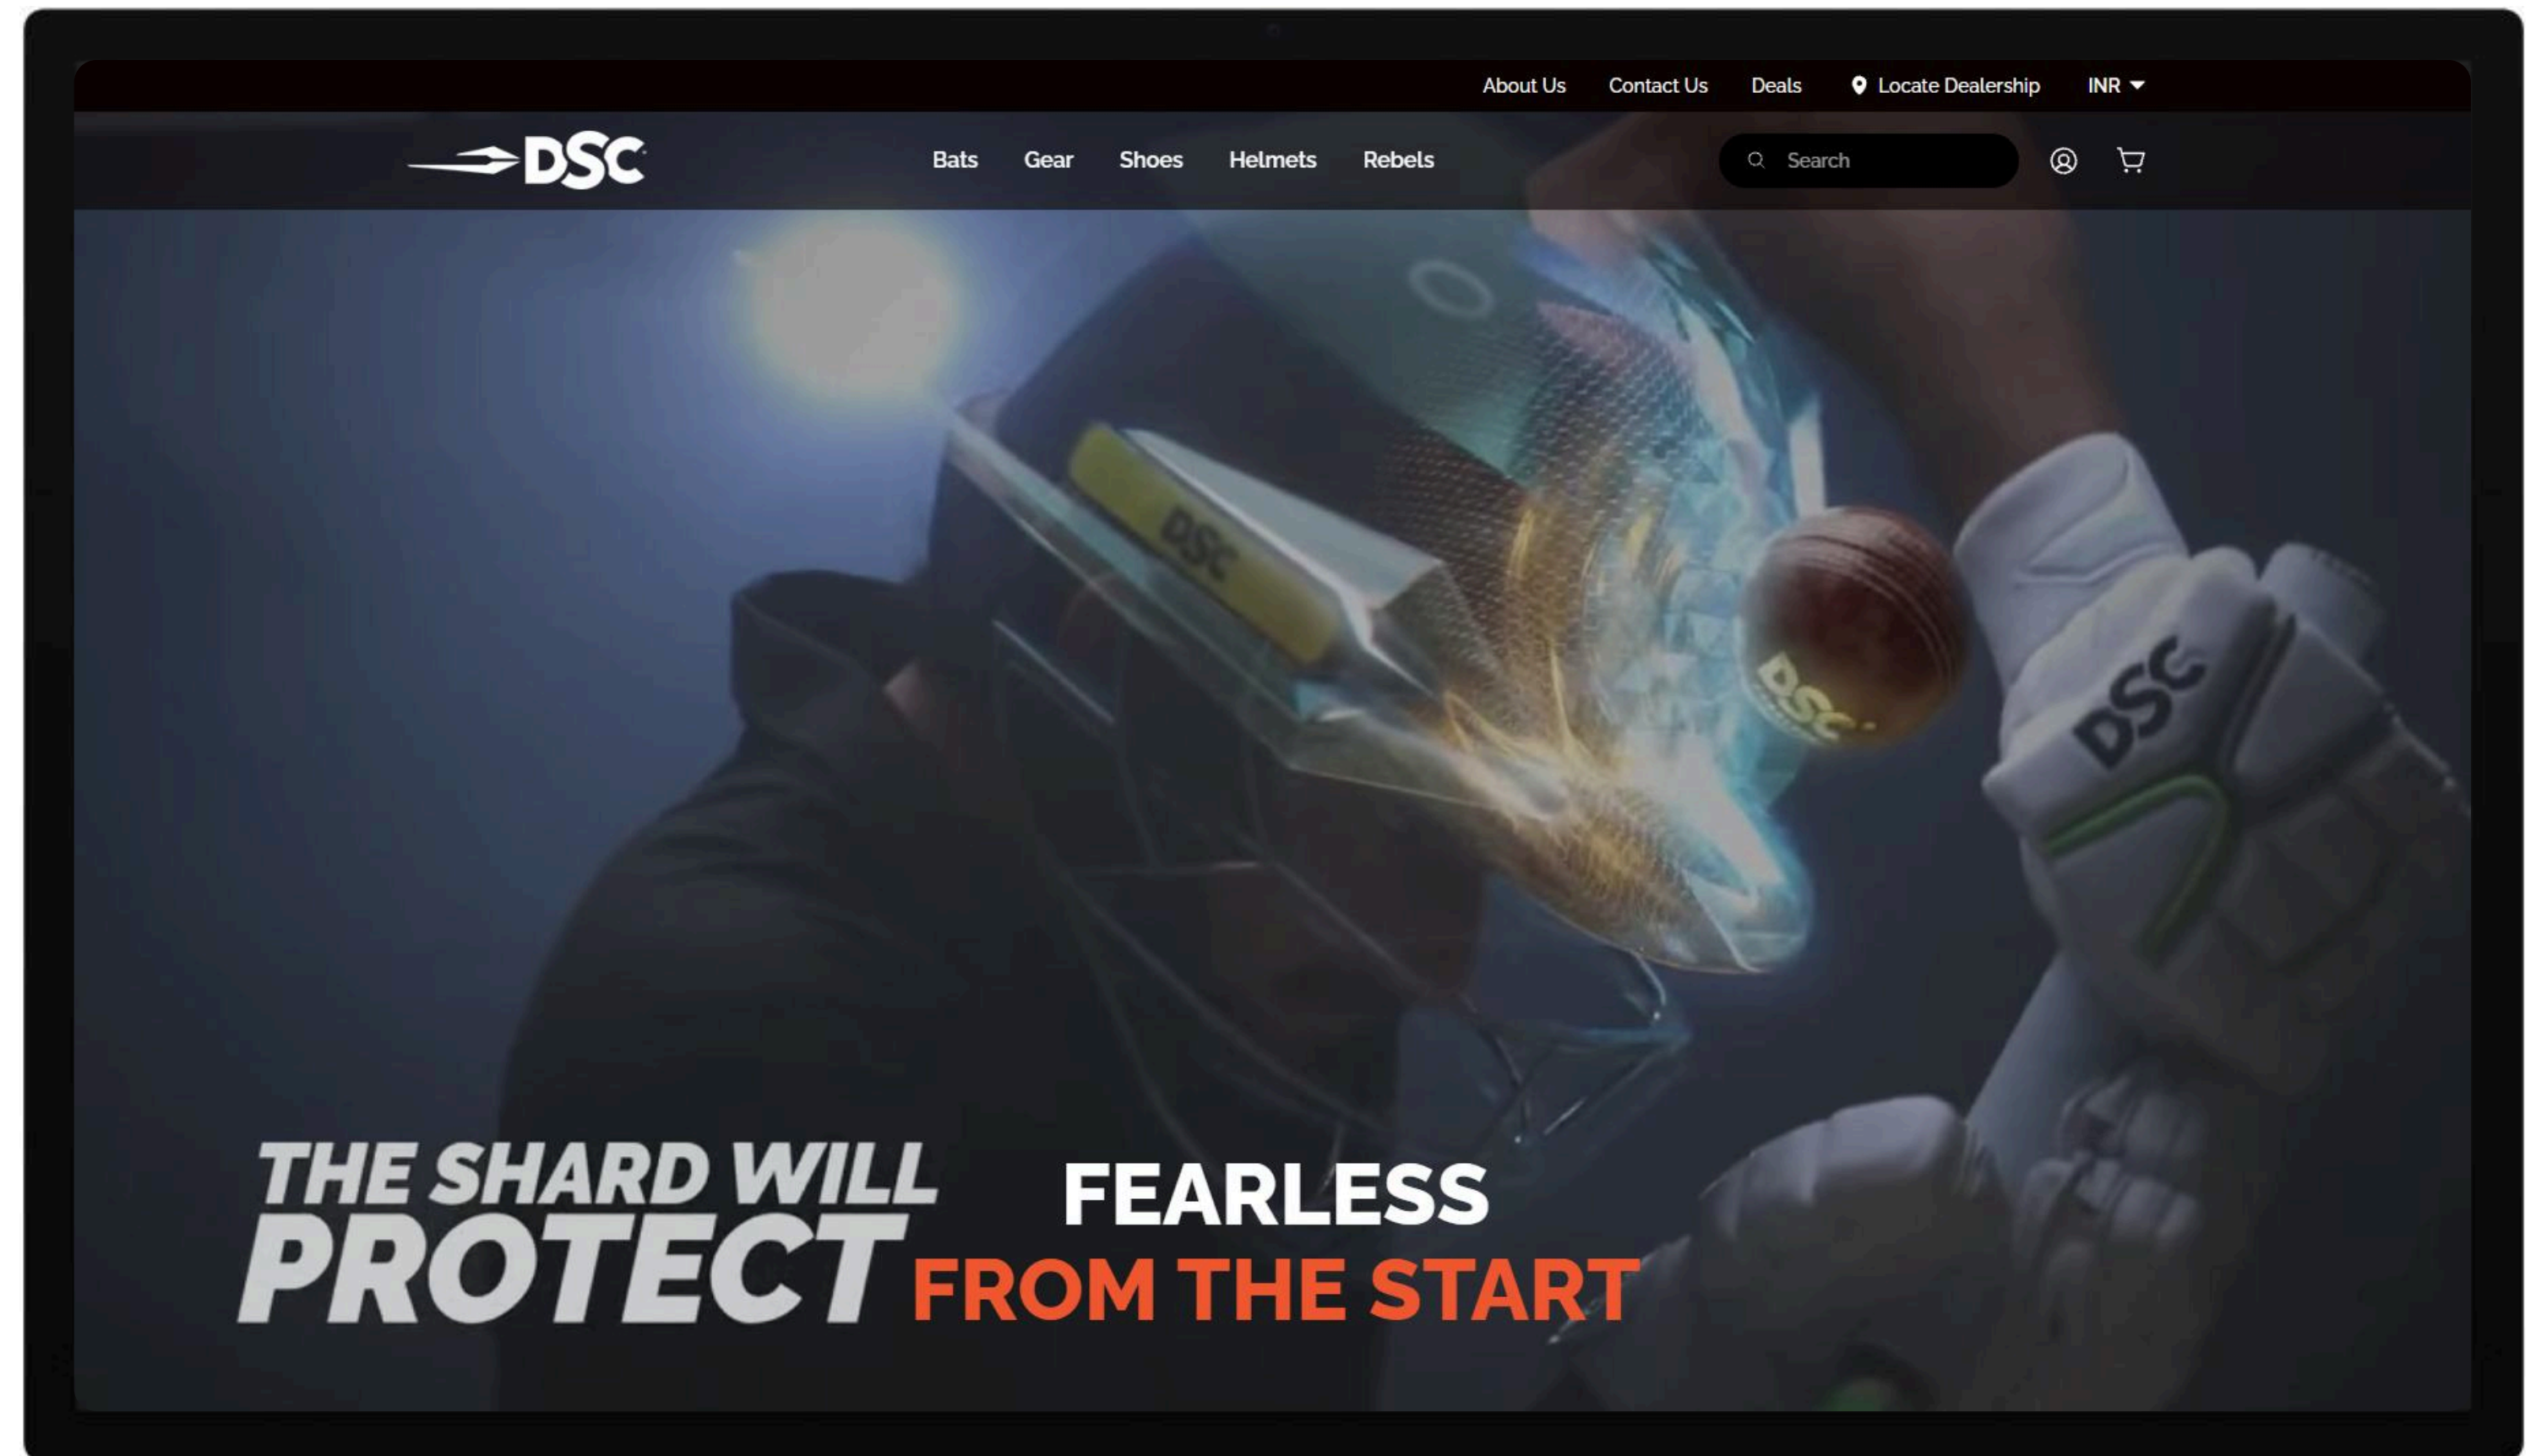 About Us Contact Us Deals Locate Dealership INR
DSC Bats Gear Shoes Helmets Rebels Search
DSC
DSC
DSC
THE SHARD WILL
PROTECT
FEARLESS
FROM THE START